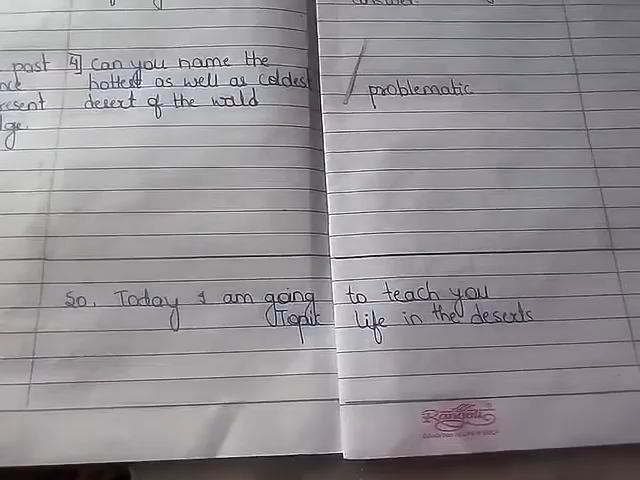 past
4] Can you name the
hottest as well as coldest
desert of the world
problematic
So, Today I am going to teach you
Topic life in the deserts
Rangoli